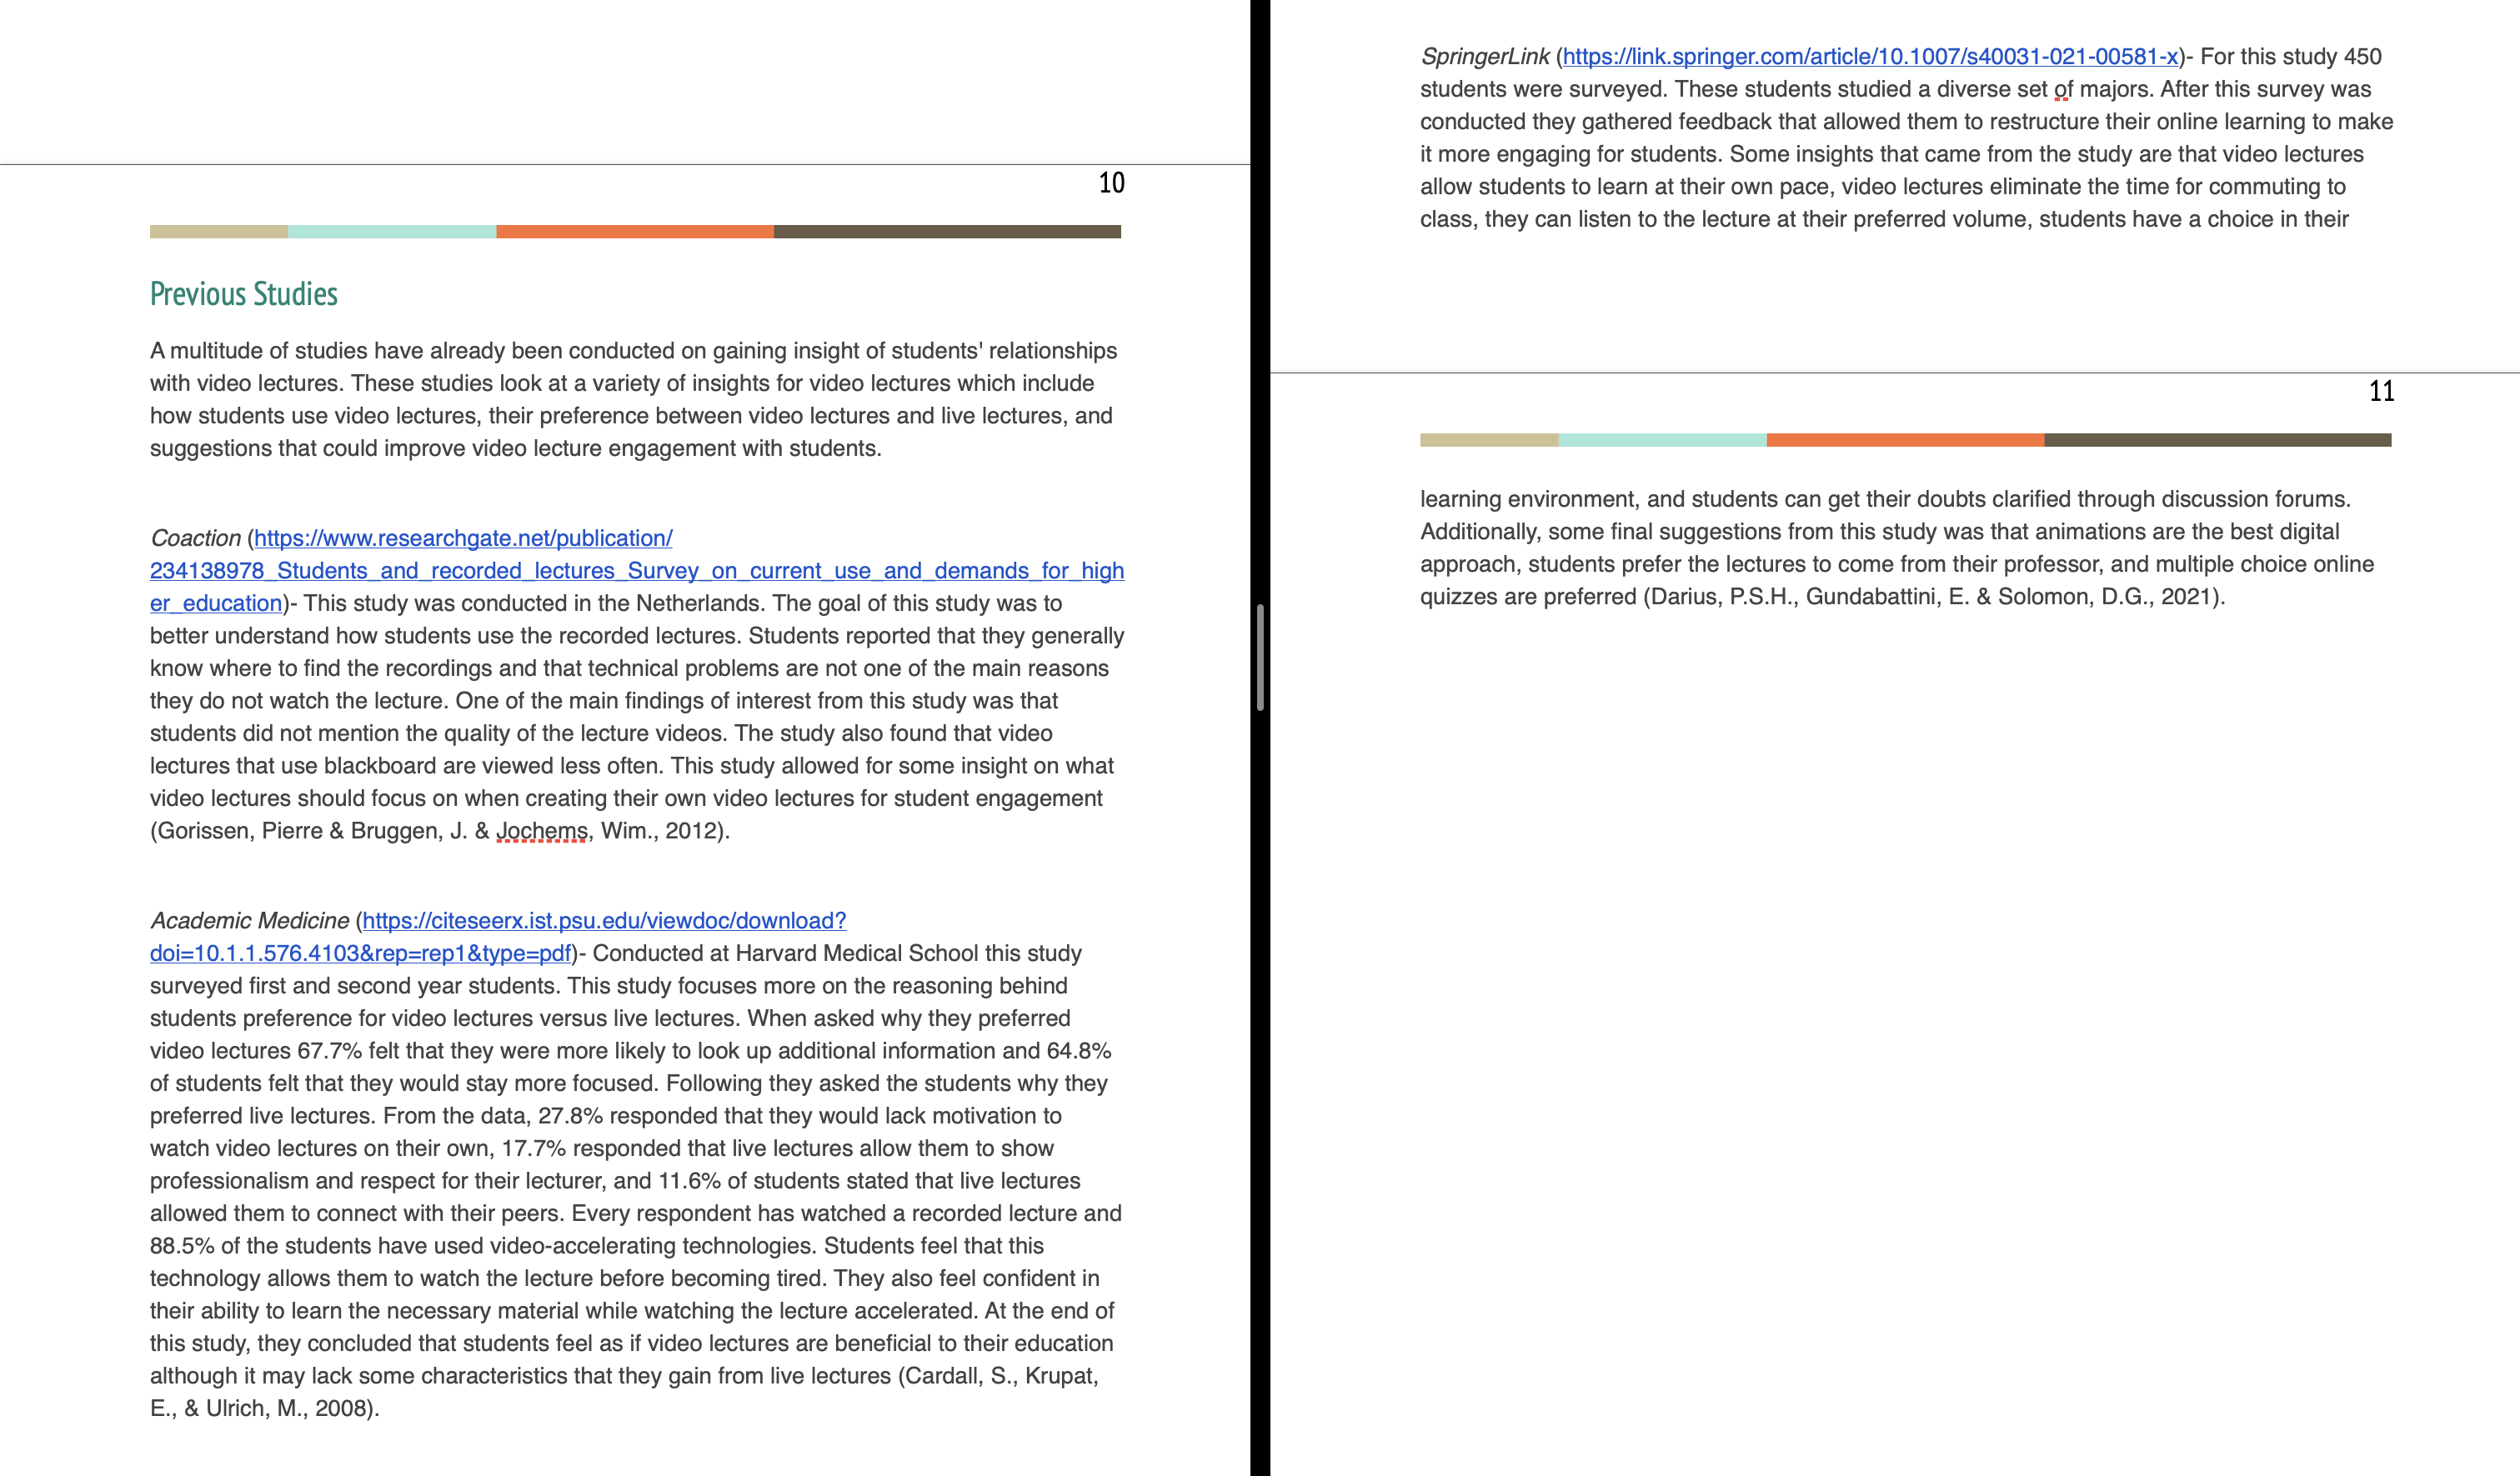 10
Previous Studies
A multitude of studies have already been conducted on gaining insight of students' relationships
with video lectures. These studies look at a variety of insights for video lectures which include
how students use video lectures, their preference between video lectures and live lectures, and
suggestions that could improve video lecture engagement with students.
Coaction (https://www.researchgate.net/publication/
234138978_Students_and_recorded_lectures_Survey_on_current_use_and_demands_for_high
er_education)- This study was conducted in the Netherlands. The goal of this study was to
better understand how students use the recorded lectures. Students reported that they generally
know where to find the recordings and that technical problems are not one of the main reasons
they do not watch the lecture. One of the main findings of interest from this study was that
students did not mention the quality of the lecture videos. The study also found that video
lectures that use blackboard are viewed less often. This study allowed for some insight on what
video lectures should focus on when creating their own video lectures for student engagement
(Gorissen, Pierre & Bruggen, J. & Jochems, Wim., 2012).
Academic Medicine (https://citeseerx.ist.psu.edu/viewdoc/download?
doi=10.1.1.576.4103&rep=rep1&type=pdf)- Conducted at Harvard Medical School this study
surveyed first and second year students. This study focuses more on the reasoning behind
students preference for video lectures versus live lectures. When asked why they preferred
video lectures 67.7% felt that they were more likely to look up additional information and 64.8%
of students felt that they would stay more focused. Following they asked the students why they
preferred live lectures. From the data, 27.8% responded that they would lack motivation to
watch video lectures on their own, 17.7% responded that live lectures allow them to show
professionalism and respect for their lecturer, and 11.6% of students stated that live lectures
allowed them to connect with their peers. Every respondent has watched a recorded lecture and
88.5% of the students have used video-accelerating technologies. Students feel that this
technology allows them to watch the lecture before becoming tired. They also feel confident in
their ability to learn the necessary material while watching the lecture accelerated. At the end of
this study, they concluded that students feel as if video lectures are beneficial to their education
although it may lack some characteristics that they gain from live lectures (Cardall, S., Krupat,
E., & Ulrich, M., 2008).
SpringerLink (https://link.springer.com/article/10.1007/s40031-021-00581-x)- For this study 450
students were surveyed. These students studied a diverse set of majors. After this survey was
conducted they gathered feedback that allowed them to restructure their online learning to make
it more engaging for students. Some insights that came from the study are that video lectures
allow students to learn at their own pace, video lectures eliminate the time for commuting to
class, they can listen to the lecture at their preferred volume, students have a choice in their
11
learning environment, and students can get their doubts clarified through discussion forums.
Additionally, some final suggestions from this study was that animations are the best digital
approach, students prefer the lectures to come from their professor, and multiple choice online
quizzes are preferred (Darius, P.S.H., Gundabattini, E. & Solomon, D.G., 2021).